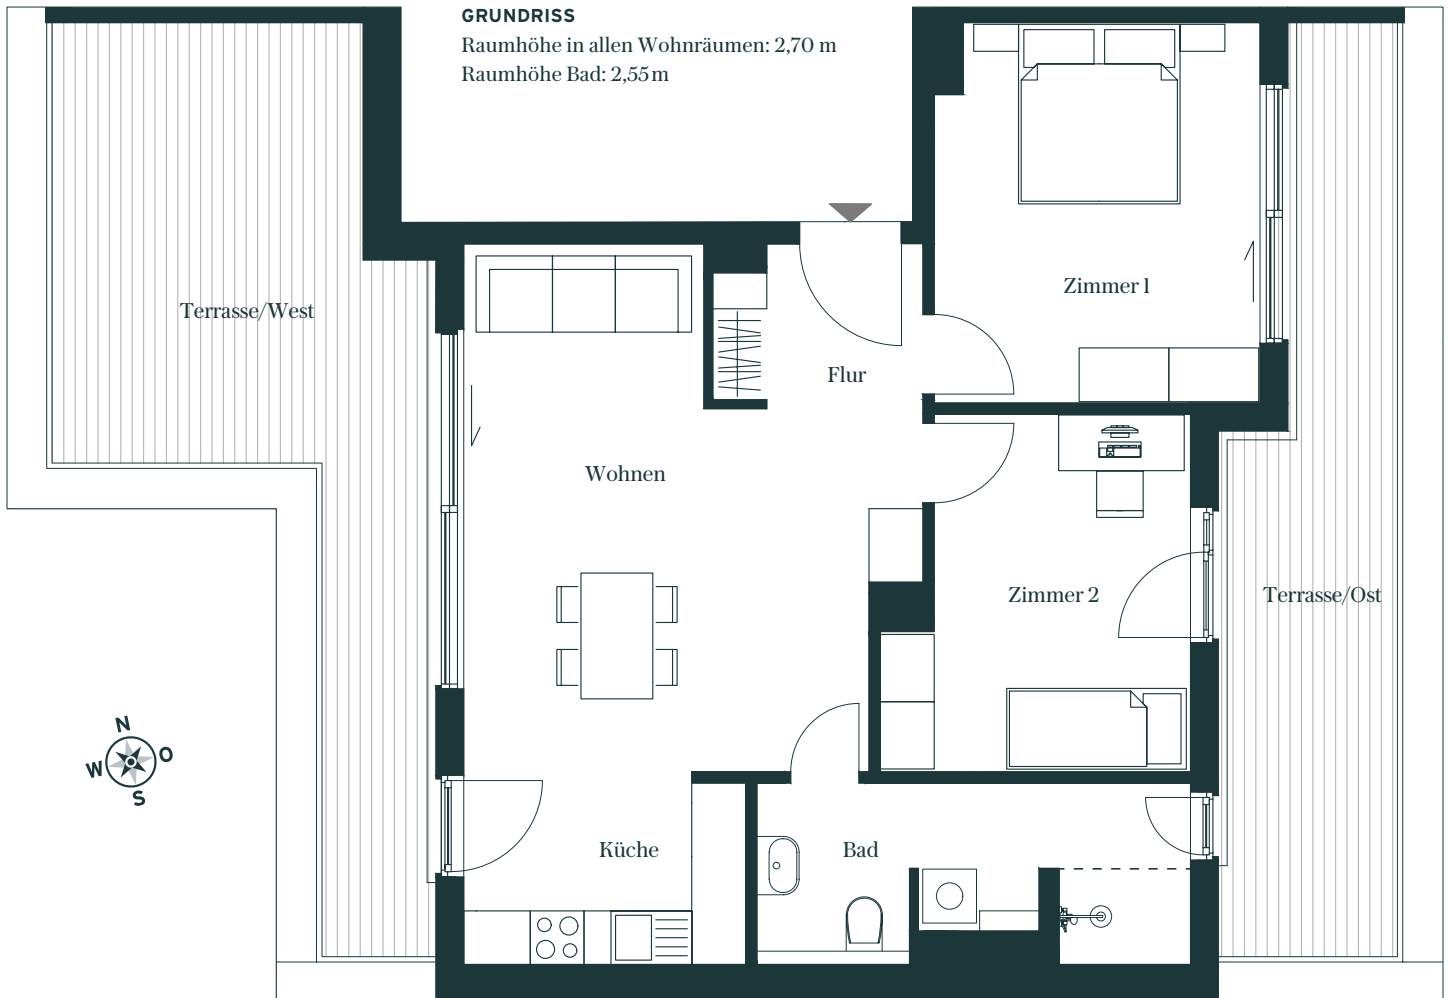 GRUNDRISS
Raumhöhe in allen Wohnräumen: 2,70 m
Raumhöhe Bad: 2,55 m
Zimmer 1
Terrasse/West
Flur
Wohnen
Zimmer 2
Terrasse/Ost
N
W O
S
Küche
Bad